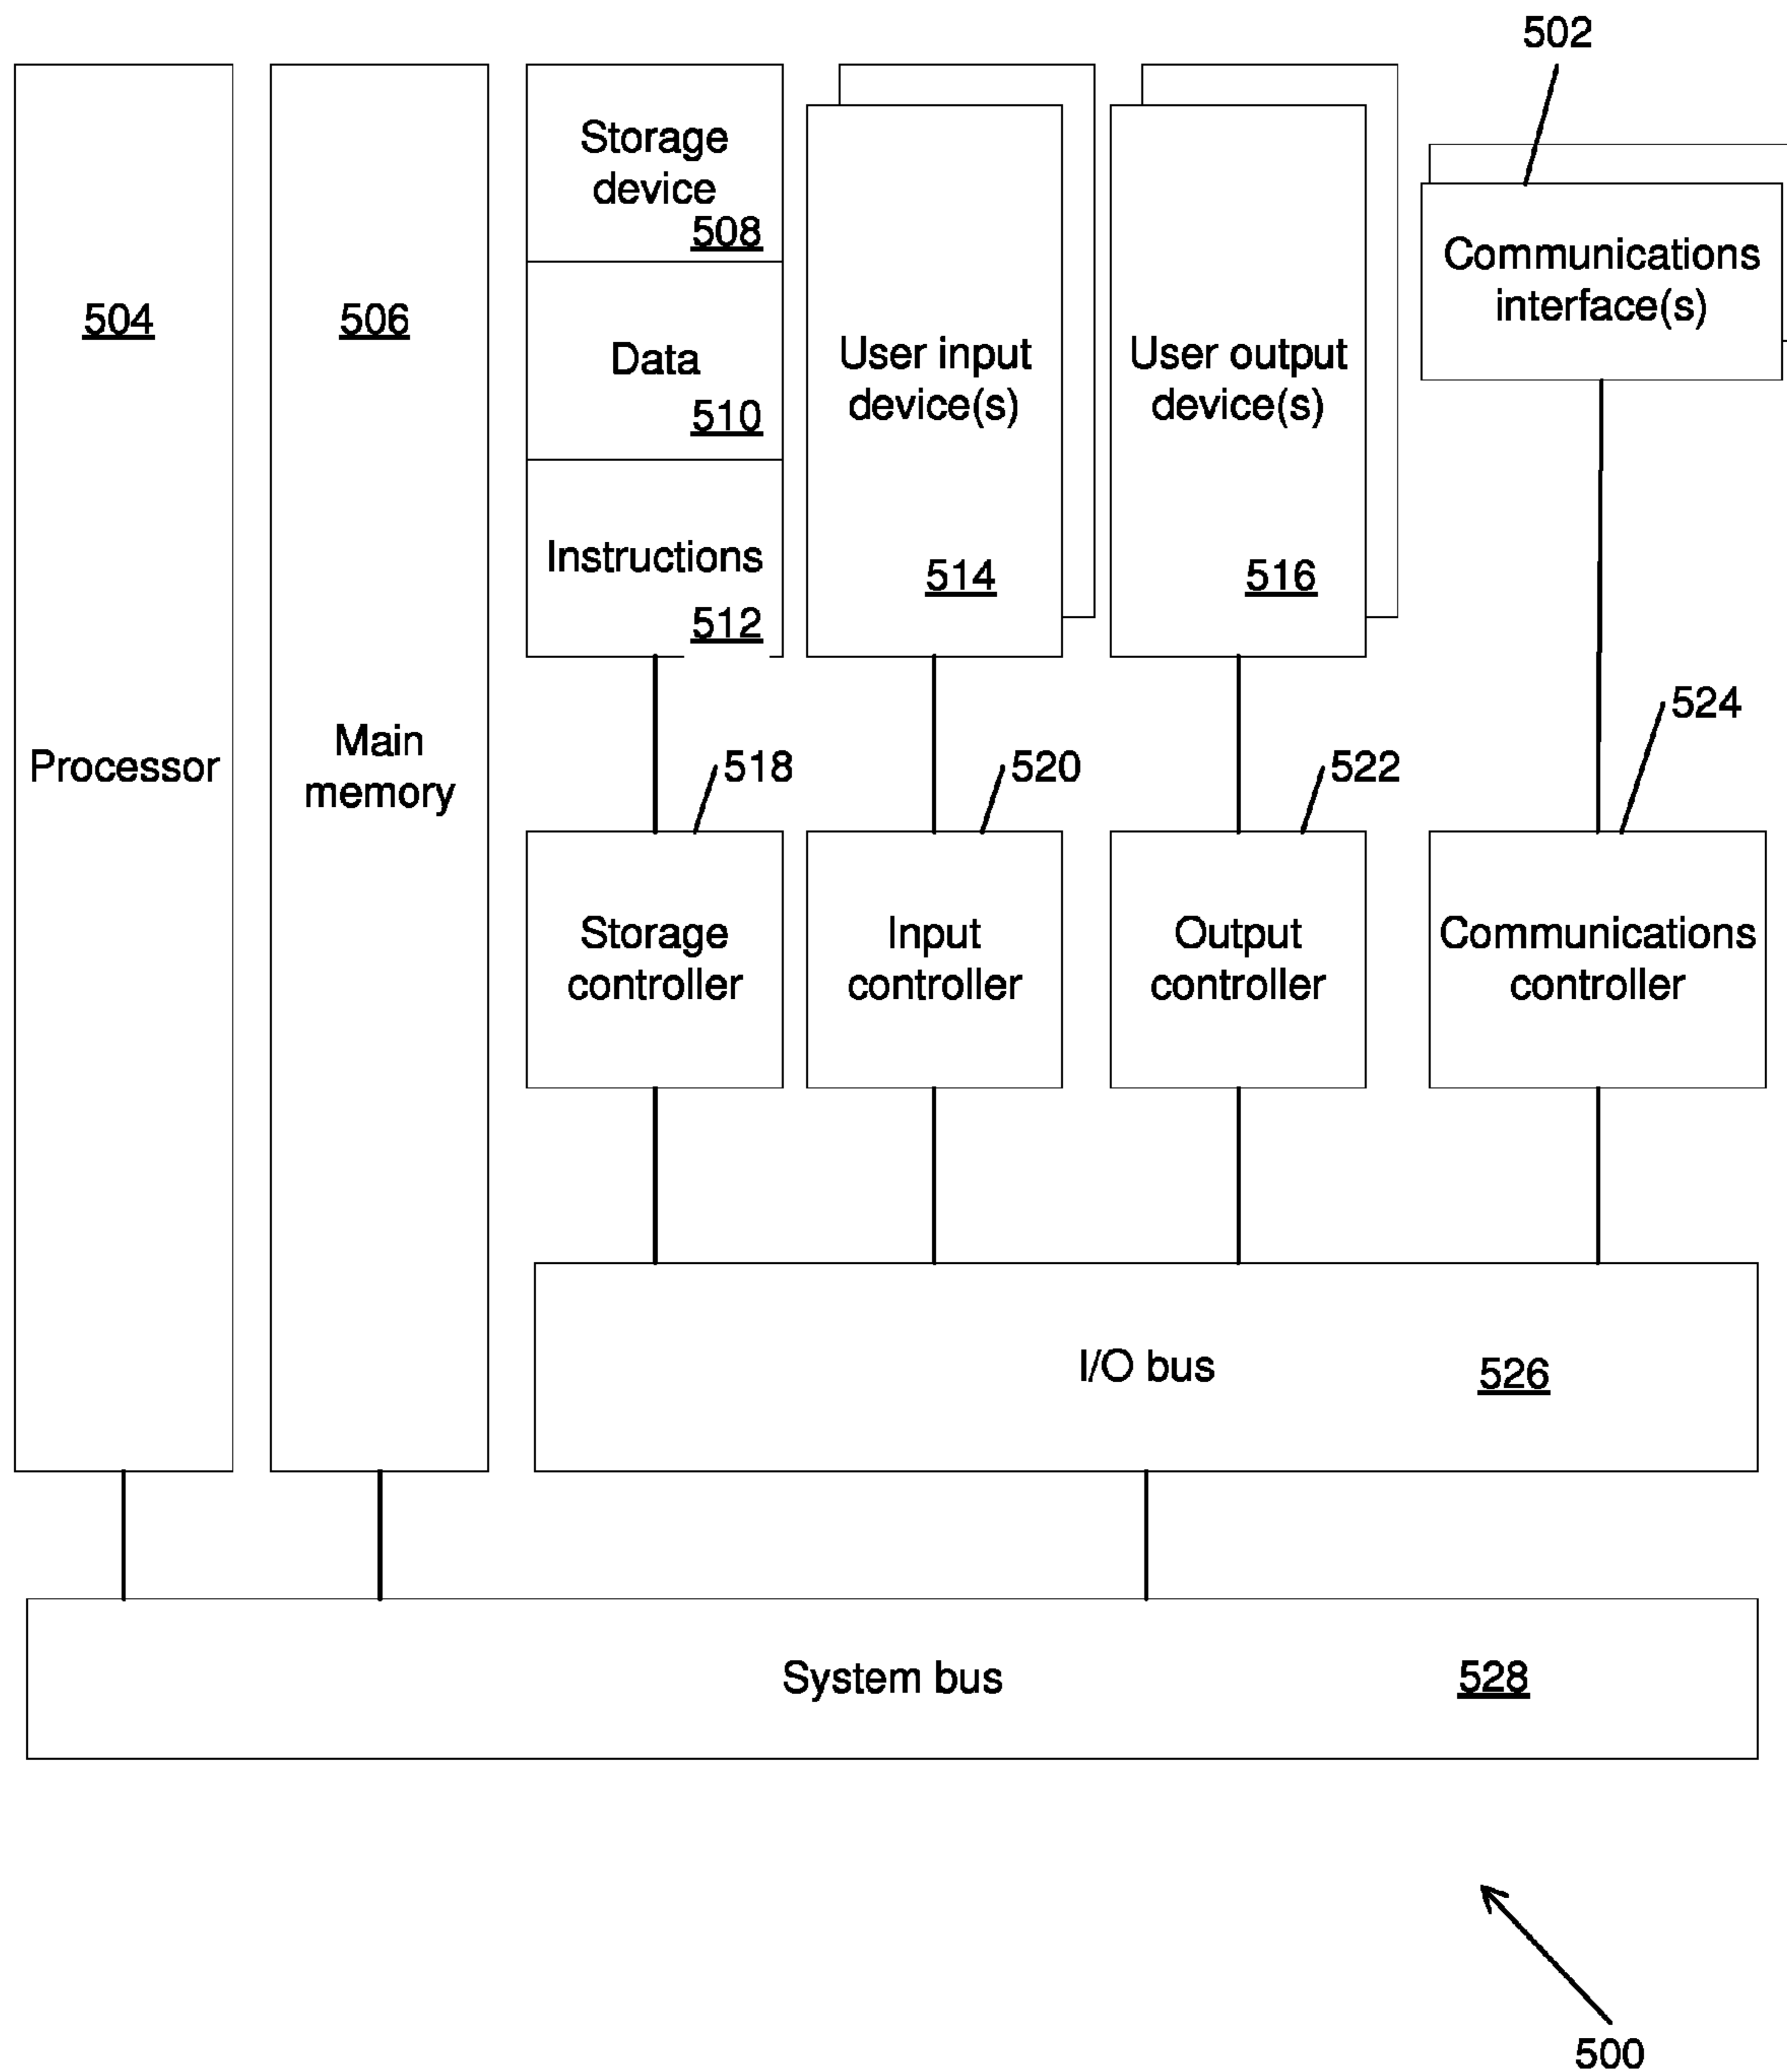 502
Storage
device
508
Communications
interface(s)
504
506
Data
510
User input
device(s)
User output
device(s)
Instructions
512
514
516
524
Processor
Main
memory
518
520
522
Storage
controller
Input
controller
Output
controller
Communications
controller
I/O bus
526
System bus
528
500